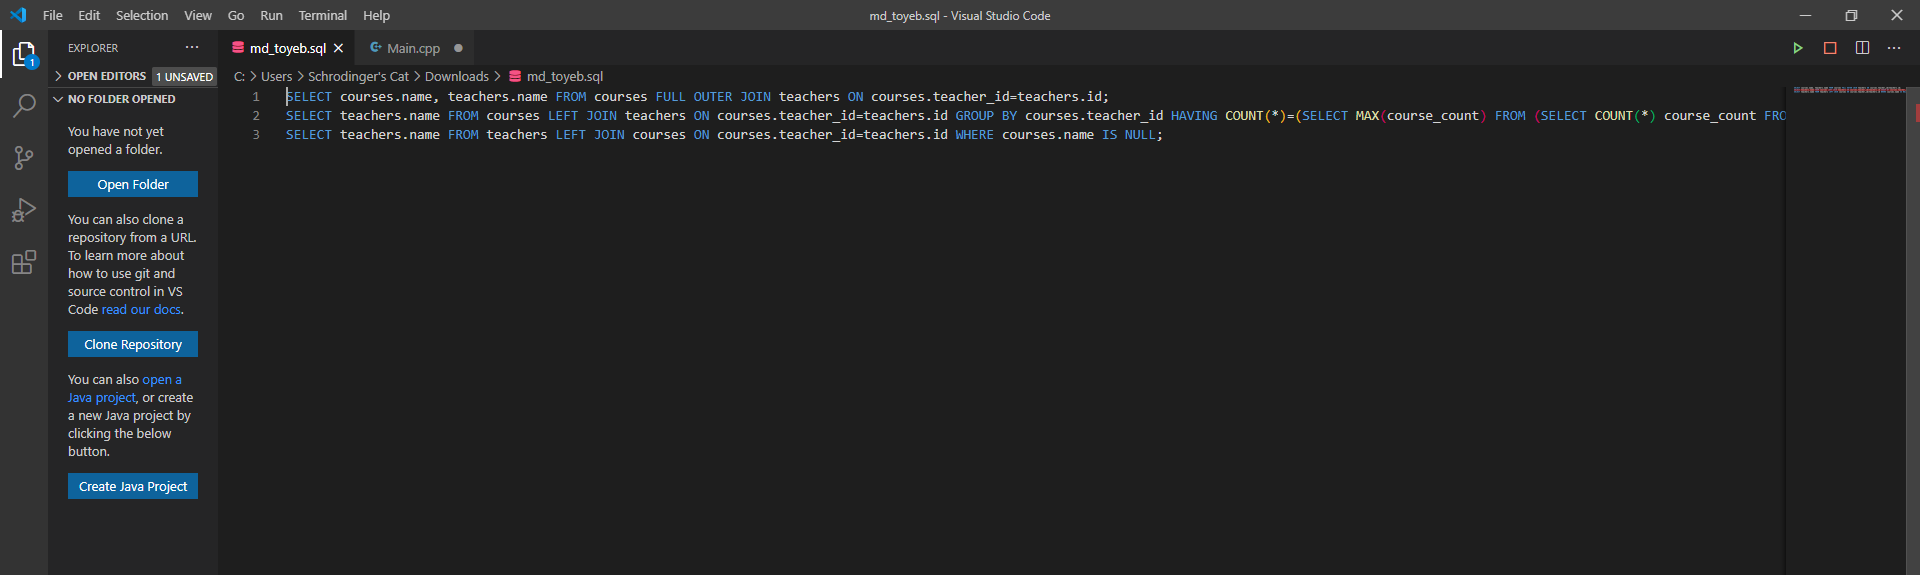 File Edit Selection View Go Run Terminal Help
md_toyeb.sql - Visual Studio Code
1
EXPLORER
OPEN EDITORS 1 UNSAVED
NO FOLDER OPENED
You have not yet
opened a folder.
Open Folder
You can also clone a
repository from a URL.
To learn more about
how to use git and
source control in VS
Code read our docs.
Clone Repository
You can also open a
Java project, or create
a new Java project by
clicking the below
button.
Create Java Project
md_toyeb.sql Main.cpp
C: > Users > Schrodinger's Cat > Downloads > md_toyeb.sql
1 SELECT courses.name, teachers.name FROM courses FULL OUTER JOIN teachers ON courses.teacher_id=teachers.id;
2 SELECT teachers.name FROM courses LEFT JOIN teachers ON courses.teacher_id=teachers.id GROUP BY courses.teacher_id HAVING COUNT(*)=(SELECT MAX(course_count) FROM (SELECT COUNT(*) course_count FRO
3 SELECT teachers.name FROM teachers LEFT JOIN courses ON courses.teacher_id=teachers.id WHERE courses.name IS NULL;